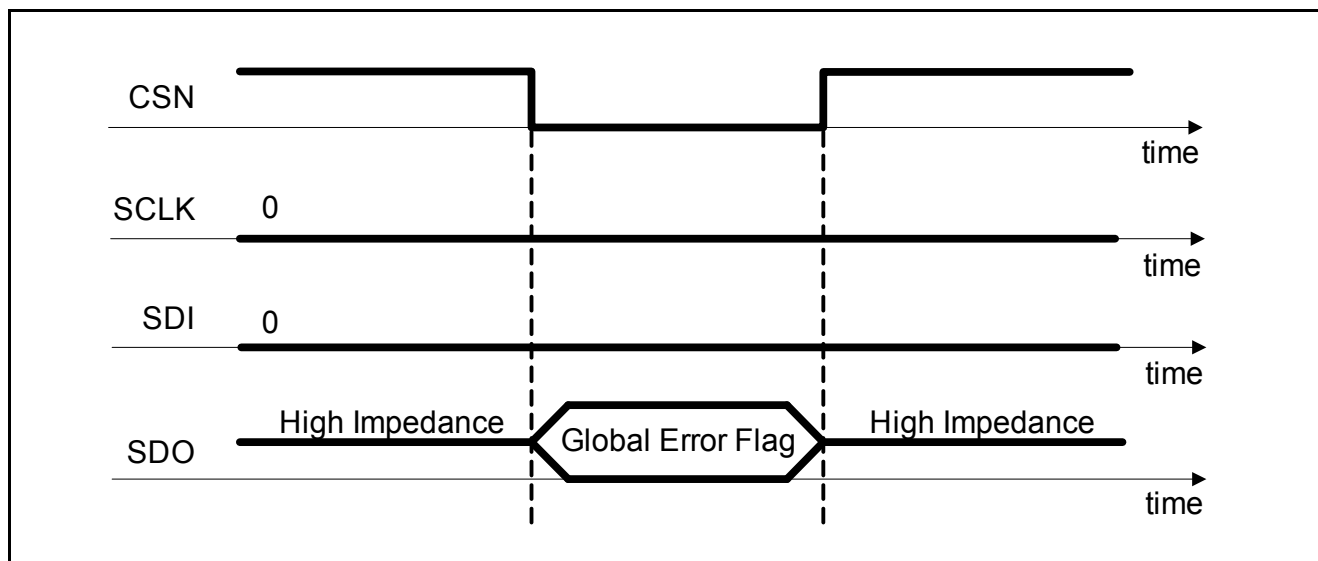 CSN
time
SCLK 0
time
SDI 0
time
High Impedance Global Error Flag High Impedance
SDO
time